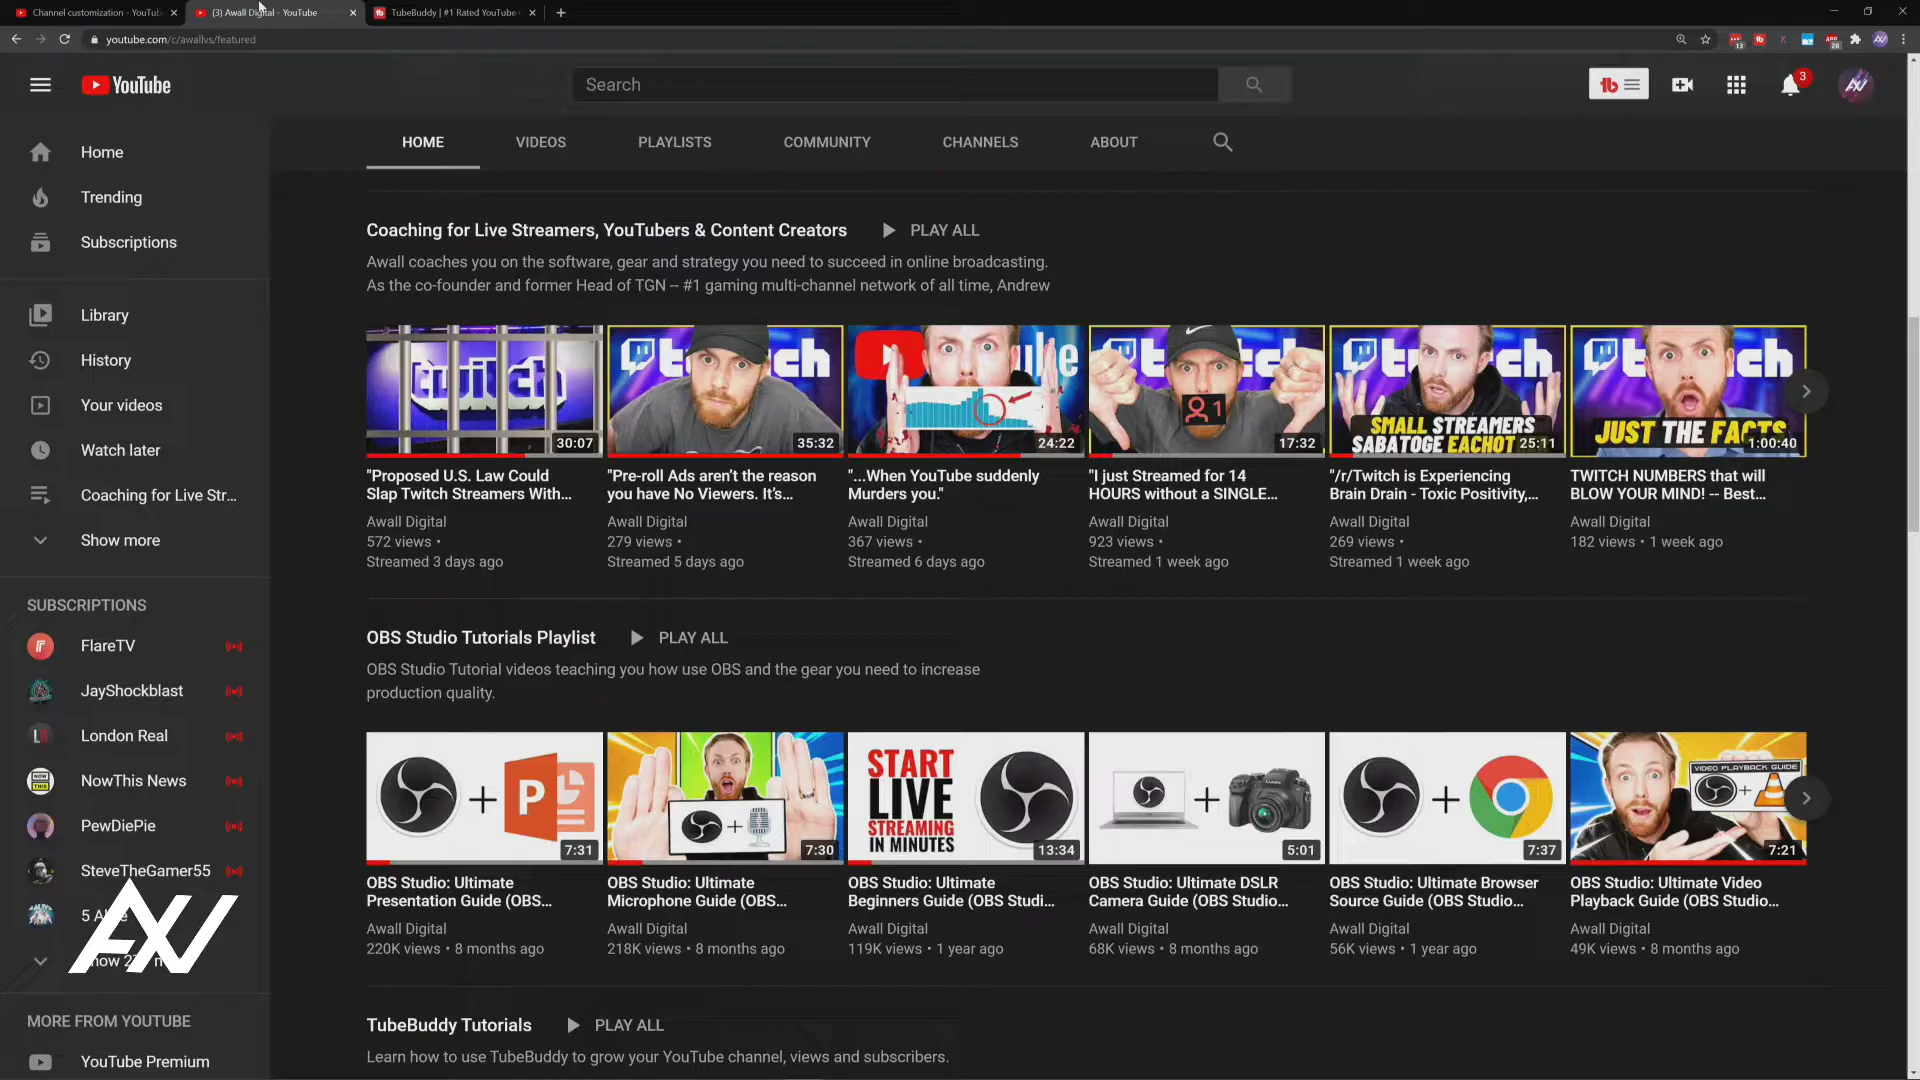 Channel customization - YouTub
(3) Awall Digital - YouTube
TubeBuddy | #1 Rated YouTube
youtube.com/c/awallvs/featured
13
28
YouTube
Search
3
HOME
VIDEOS
PLAYLISTS
COMMUNITY
CHANNELS
ABOUT
Home
Trending
Subscriptions
Library
History
Your videos
Watch later
Coaching for Live Str...
Show more
SUBSCRIPTIONS
FlareTV
JayShockblast
London Real
NowThis News
PewDiePie
SteveTheGamer55
MORE FROM YOUTUBE
YouTube Premium
Coaching for Live Streamers, YouTubers & Content Creators
PLAY ALL
Awall coaches you on the software, gear and strategy you need to succeed in online broadcasting.
As the co-founder and former Head of TGN -- #1 gaming multi-channel network of all time, Andrew
twitch
30:07
"Proposed U.S. Law Could
Slap Twitch Streamers With...
Awall Digital
572 views •
Streamed 3 days ago
35:32
"Pre-roll Ads aren't the reason
you have No Viewers. It's...
Awall Digital
279 views •
Streamed 5 days ago
24:22
"...When YouTube suddenly
Murders you."
Awall Digital
367 views •
Streamed 6 days ago
1
17:32
"I just Streamed for 14
HOURS without a SINGLE...
Awall Digital
923 views •
Streamed 1 week ago
SMALL STREAMERS
SABATOGE EACHOT
25:11
"/r/Twitch is Experiencing
Brain Drain - Toxic Positivity,...
Awall Digital
269 views •
Streamed 1 week ago
JUST THE FACTS
1:00:40
TWITCH NUMBERS that will
BLOW YOUR MIND! -- Best...
Awall Digital
182 views • 1 week ago
OBS Studio Tutorials Playlist
PLAY ALL
OBS Studio Tutorial videos teaching you how use OBS and the gear you need to increase
production quality.
+ P
7:31
OBS Studio: Ultimate
Presentation Guide (OBS...
Awall Digital
220K views • 8 months ago
+
7:30
OBS Studio: Ultimate
Microphone Guide (OBS...
Awall Digital
218K views • 8 months ago
START
LIVE
STREAMING
IN MINUTES
13:34
OBS Studio: Ultimate
Beginners Guide (OBS Studi...
Awall Digital
119K views • 1 year ago
+
5:01
OBS Studio: Ultimate DSLR
Camera Guide (OBS Studio...
Awall Digital
68K views • 8 months ago
+
7:37
OBS Studio: Ultimate Browser
Source Guide (OBS Studio...
Awall Digital
56K views • 1 year ago
VIDEO PLAYBACK GUIDE
+
7:21
OBS Studio: Ultimate Video
Playback Guide (OBS Studio...
Awall Digital
49K views • 8 months ago
TubeBuddy Tutorials
PLAY ALL
Learn how to use TubeBuddy to grow your YouTube channel, views and subscribers.